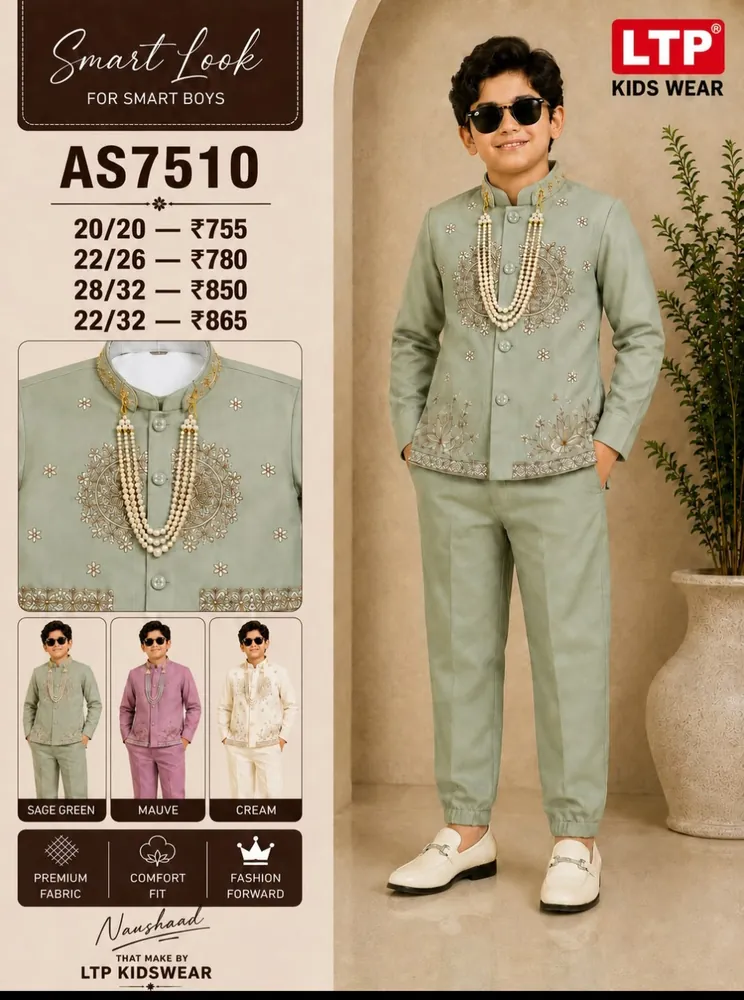 Smart Look
FOR SMART BOYS
LTP®
KIDS WEAR
AS7510
20/20 — ₹755
22/26 — ₹780
28/32 — ₹850
22/32 — ₹865
SAGE GREEN
MAUVE
CREAM
PREMIUM
FABRIC
COMFORT
FIT
FASHION
FORWARD
Naushaad
THAT MAKE BY
LTP KIDSWEAR